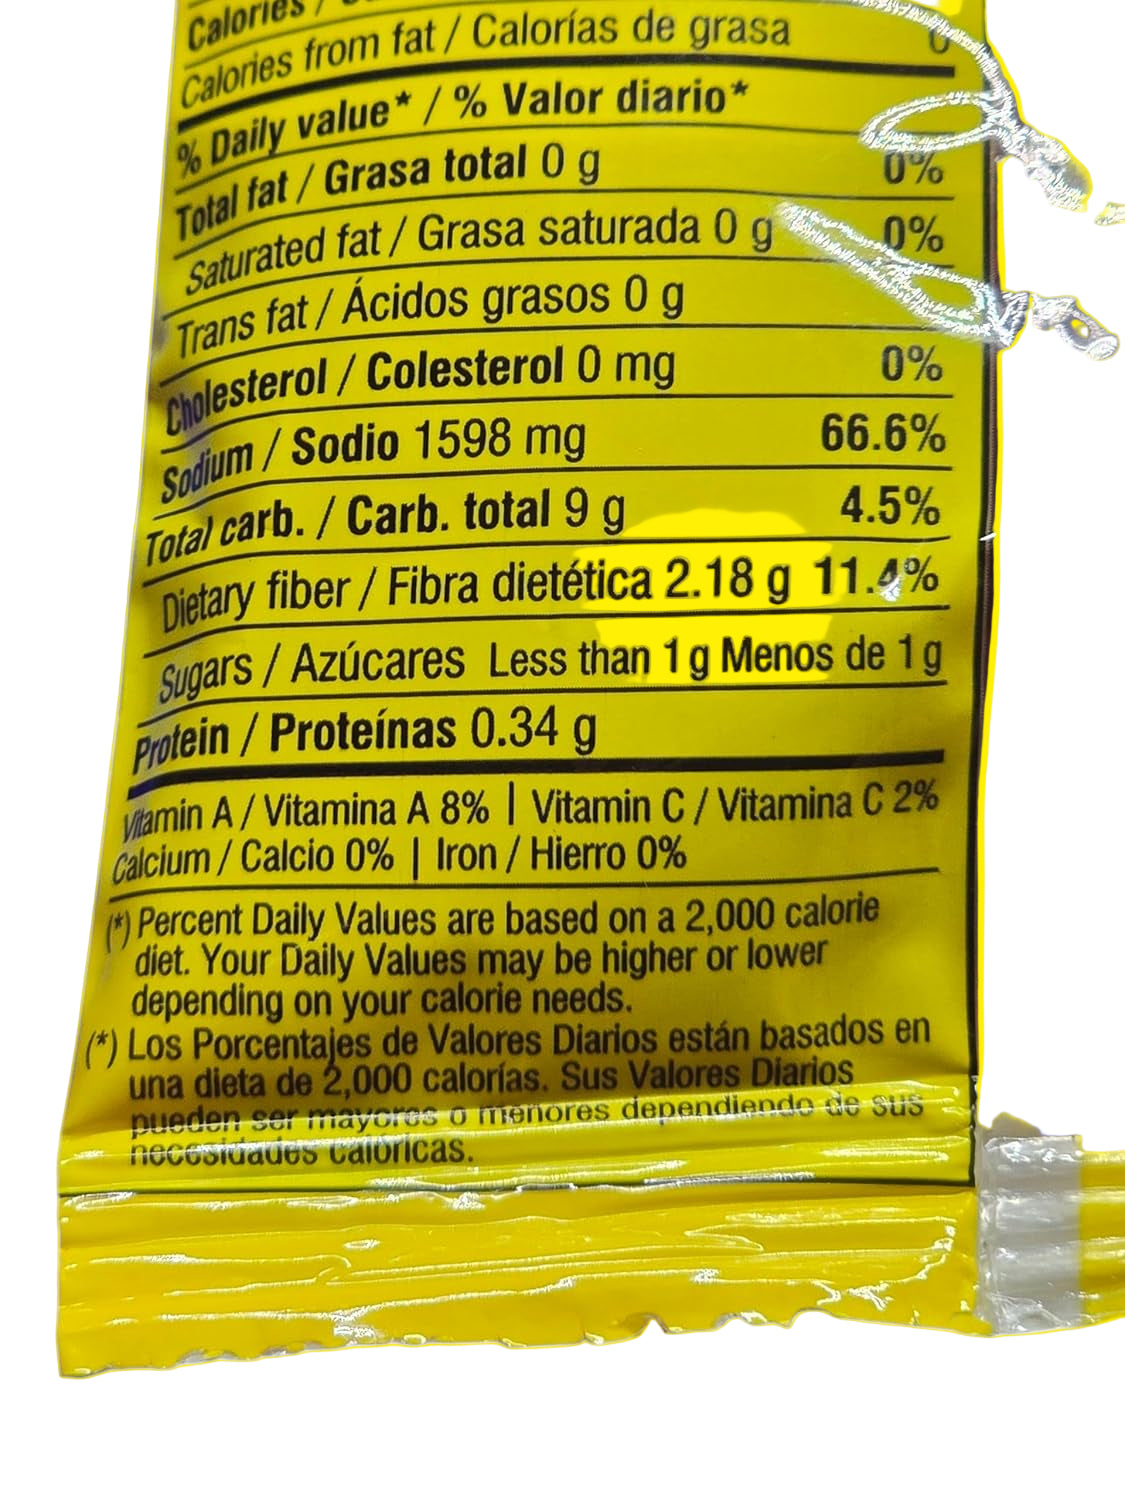 Calories /
Calories from fat / Calorías de grasa 0
% Daily value* / % Valor diario*
Total fat / Grasa total 0 g 0%
Saturated fat / Grasa saturada 0 g 0%
Trans fat / Ácidos grasos 0 g
Cholesterol / Colesterol 0 mg 0%
Sodium / Sodio 1598 mg 66.6%
Total carb. / Carb. total 9 g 4.5%
Dietary fiber / Fibra dietética 2.18 g 11.4%
Sugars / Azúcares Less than 1 g Menos de 1 g
Protein / Proteínas 0.34 g
Vitamin A / Vitamina A 8% | Vitamin C / Vitamina C 2%
Calcium / Calcio 0% | Iron / Hierro 0%
(*) Percent Daily Values are based on a 2,000 calorie
diet. Your Daily Values may be higher or lower
depending on your calorie needs.
(*) Los Porcentajes de Valores Diarios están basados en
una dieta de 2,000 calorías. Sus Valores Diarios
pueden ser mayores o menores dependiendo de sus
necesidades calóricas.